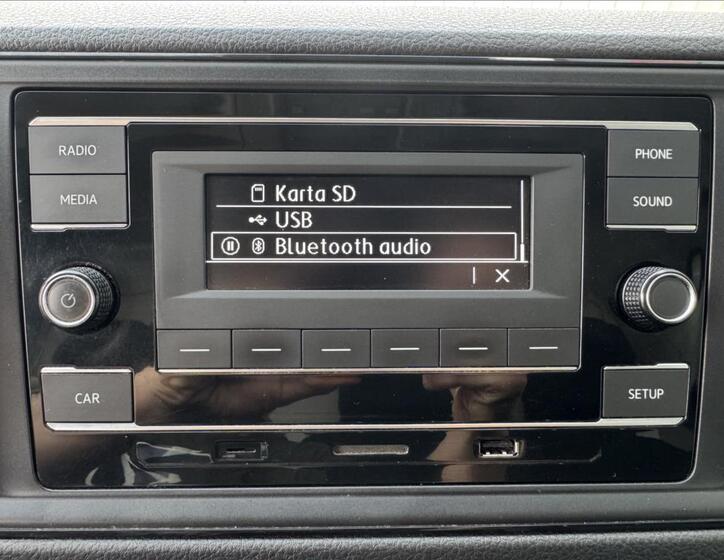 RADIO
PHONE
MEDIA
SOUND
Karta SD
USB
Bluetooth audio
CAR
SETUP